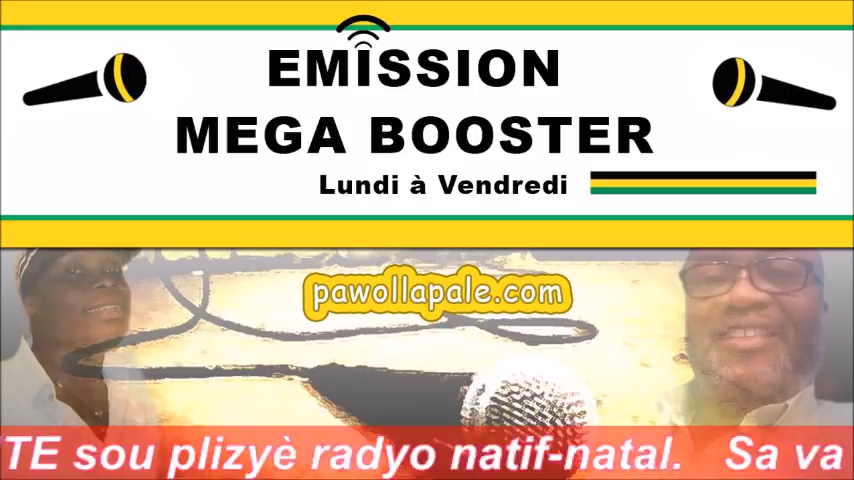 EMISSION
MEGA BOOSTER
Lundi à Vendredi
pawollapale.com
TE sou plizyè radyo natif-natal. Sa va